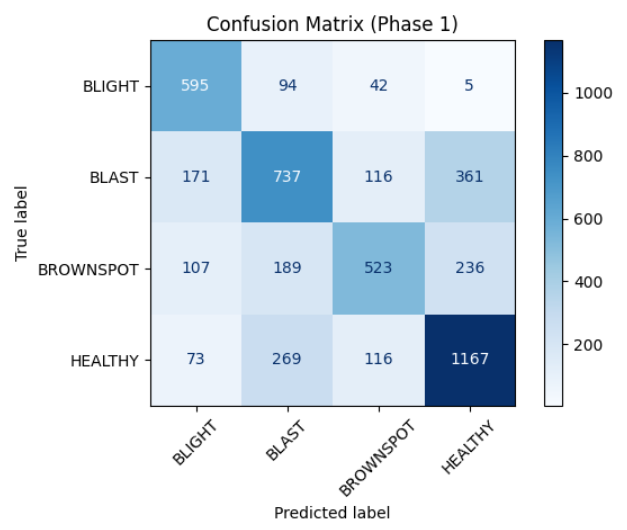 Confusion Matrix (Phase 1)
True label
BLIGHT 595 94 42 5
BLAST 171 737 116 361
BROWNSPOT 107 189 523 236
HEALTHY 73 269 116 1167
BLIGHT BLAST BROWNSPOT HEALTHY
Predicted label
1000
800
600
400
200